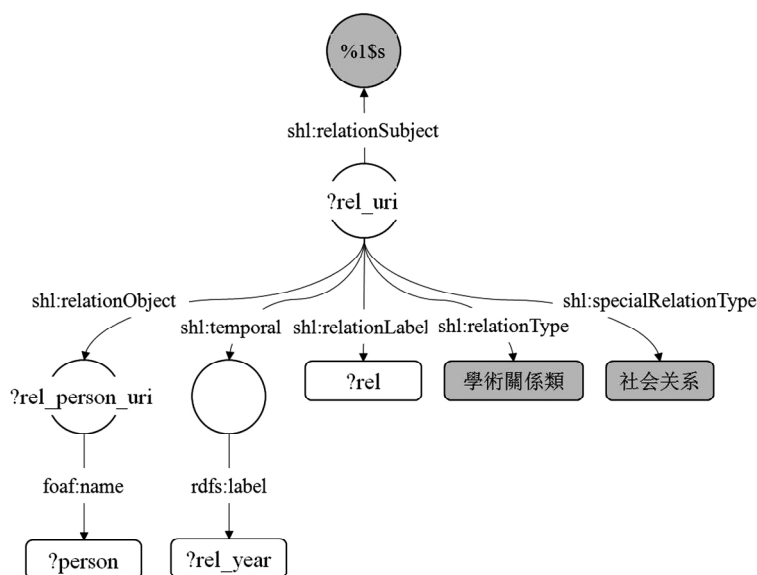 %1$s
shl:relationSubject
?rel_uri
shl:relationObject
shl:specialRelationType
shl:temporal
shl:relationLabel
shl:relationType
?rel
學術關係類
社会关系
?rel_person_uri
foaf:name
rdfs:label
?person
?rel_year